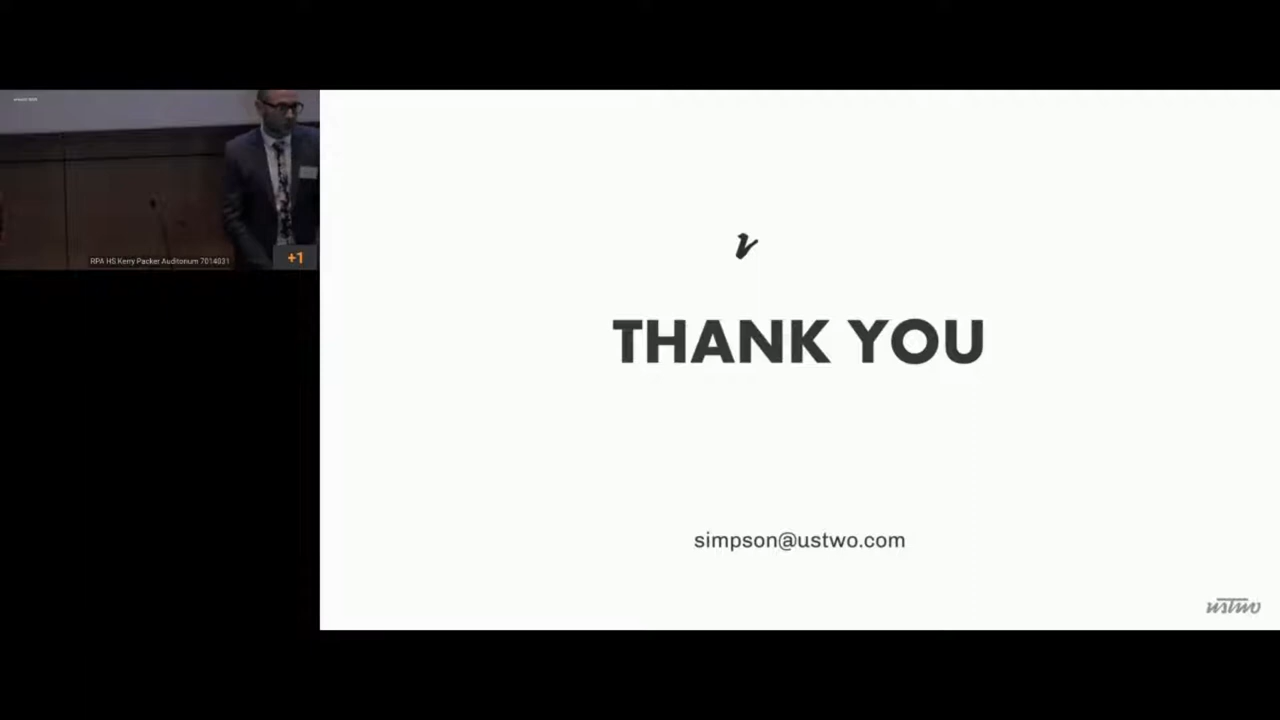 RPA HS Kerry Packer Auditorium 7014031
+1
THANK YOU
simpson@ustwo.com
ustwo